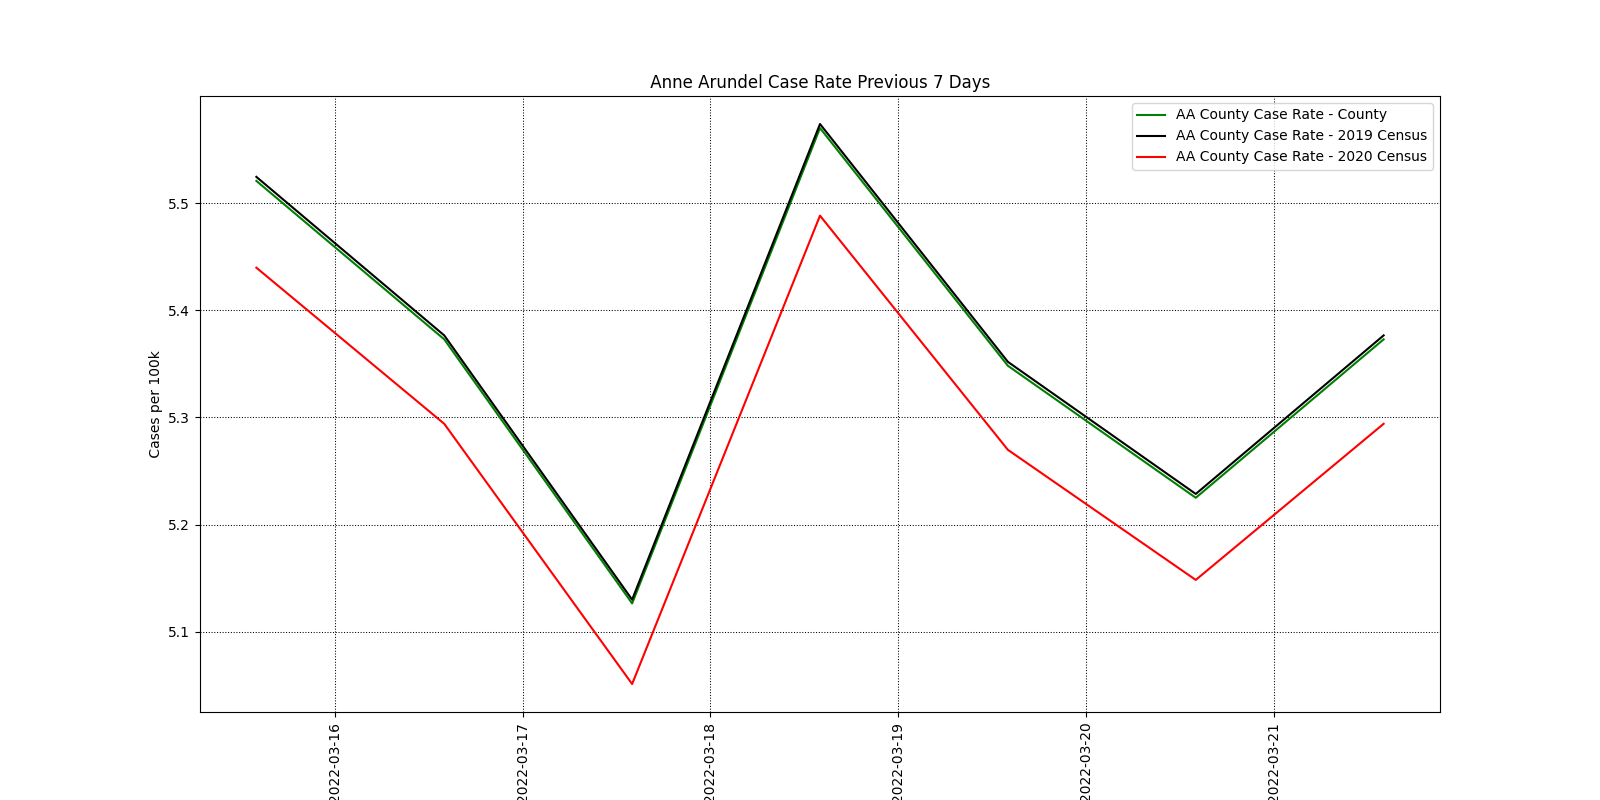 Anne Arundel Case Rate Previous 7 Days
AA County Case Rate - County
AA County Case Rate - 2019 Census
AA County Case Rate - 2020 Census
Cases per 100k
5.5
5.4
5.3
5.2
5.1
2022-03-16
2022-03-17
2022-03-18
2022-03-19
2022-03-20
2022-03-21